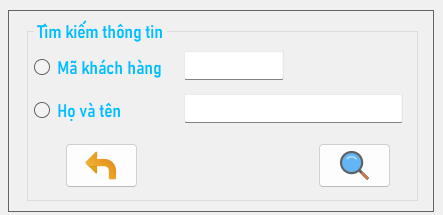 Tìm kiếm thông tin
Mã khách hàng
Họ và tên